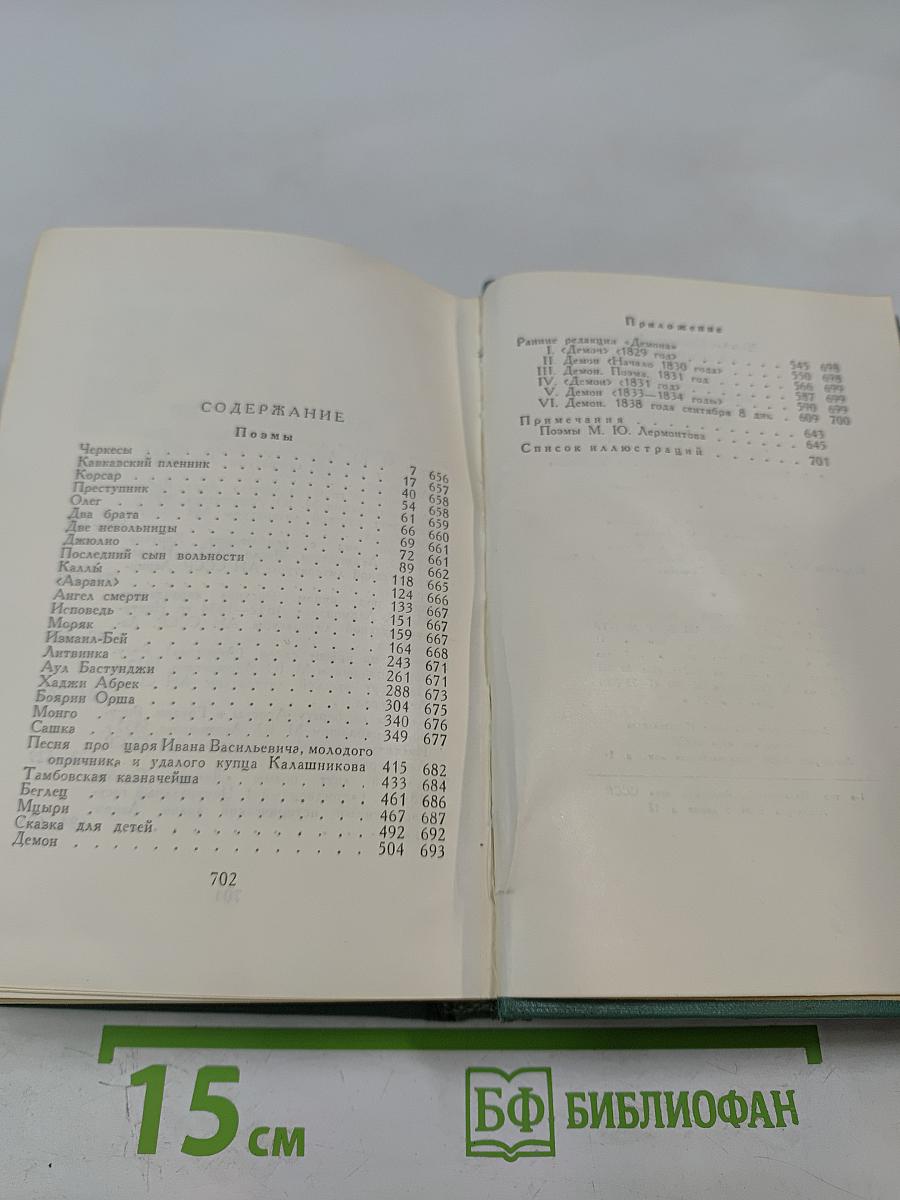 СОДЕРЖАНИЕ
Поэмы
Черкесы . . . . . . . . . . . . 7 656
Кавказский пленник . . . . . . . . 17 657
Корсар . . . . . . . . . . . . 40 658
Преступник . . . . . . . . . . . 54 658
Олег . . . . . . . . . . . . . 61 659
Два брата . . . . . . . . . . . 66 660
Две невольницы . . . . . . . . . 69 661
Джюлио . . . . . . . . . . . . 72 661
Последний сын вольности . . . . . . 89 662
Каллы́ . . . . . . . . . . . . 118 665
<Азраил> . . . . . . . . . . . 124 666
Ангел смерти . . . . . . . . . . 133 667
Исповедь . . . . . . . . . . . 151 667
Моряк . . . . . . . . . . . . 159 667
Измаил-Бей . . . . . . . . . . 164 668
Литвинка . . . . . . . . . . . 243 671
Аул Бастунджи . . . . . . . . . 261 671
Хаджи Абрек . . . . . . . . . . 288 673
Боярин Орша . . . . . . . . . . 304 675
Монго . . . . . . . . . . . . 340 676
Сашка . . . . . . . . . . . . 349 677
Песня про царя Ивана Васильевича, молодого
опричника и удалого купца Калашникова 415 682
Тамбовская казначейша . . . . . . . 433 684
Беглец . . . . . . . . . . . . 461 686
Мцыри . . . . . . . . . . . . 467 687
Сказка для детей . . . . . . . . . 492 692
Демон . . . . . . . . . . . . 504 693
702
Приложение
Ранние редакции «Демона»
I. <Демон> <1829 год> . . . . . . 545 698
II. Демон <Начало 1830 года> . . . . 550 698
III. Демон. Поэма. 1831 год . . . . . 566 699
IV. <Демон> <1831 год> . . . . . . 587 699
V. Демон <1833—1834 годы> . . . . 590 699
VI. Демон. 1838 года сентября 8 дня . . 609 700
Примечания . . . . . . . . . . 643
Поэмы М. Ю. Лермонтова . . . . . . 645
Список иллюстраций . . . . . . 701
15 см
БФ БИБЛИОФАН